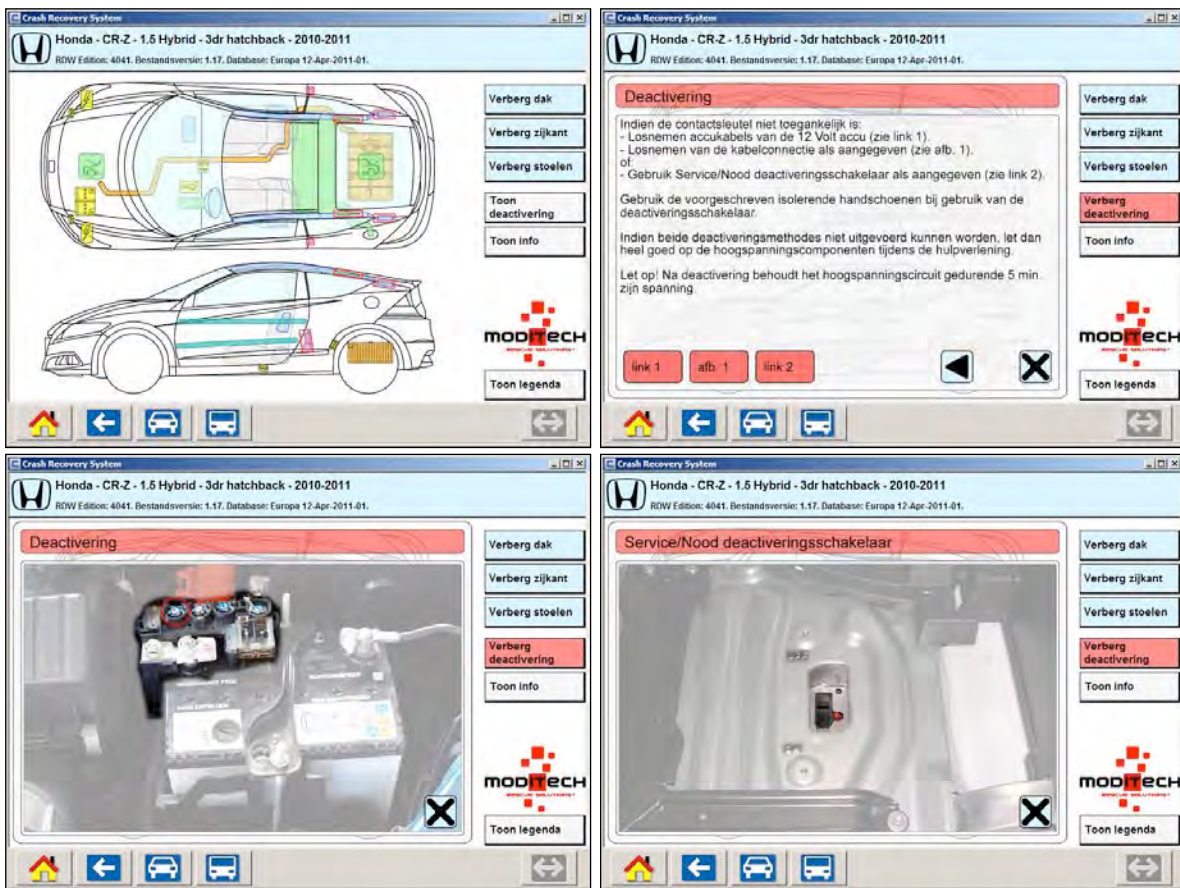 Crash Recovery System
Honda - CR-Z - 1.5 Hybrid - 3dr hatchback - 2010-2011
RDW Edition: 4041. Bestandsversie: 1.17. Database: Europa 12-Apr-2011-01.
Verberg dak
Verberg zijkant
Verberg stoelen
Toon
deactivering
Toon info
MODITECH
RESCUE SOLUTIONS
Toon legenda
Crash Recovery System
Honda - CR-Z - 1.5 Hybrid - 3dr hatchback - 2010-2011
RDW Edition: 4041. Bestandsversie: 1.17. Database: Europa 12-Apr-2011-01.
Deactivering
Indien de contactsleutel niet toegankelijk is:
- Losnemen accukabels van de 12 Volt accu (zie link 1).
- Losnemen van de kabelconnectie als aangegeven (zie afb. 1).
of
- Gebruik Service/Nood deactiveringsschakelaar als aangegeven (zie link 2).
Gebruik de voorgeschreven isolerende handschoenen bij gebruik van de
deactiveringsschakelaar.
Indien beide deactiveringsmethodes niet uitgevoerd kunnen worden, let dan
heel goed op de hoogspanningscomponenten tijdens de hulpverlening.
Let op! Na deactivering behoudt het hoogspanningscircuit gedurende 5 min.
zijn spanning.
link 1
afb. 1
link 2
Verberg dak
Verberg zijkant
Verberg stoelen
Verberg
deactivering
Toon info
MODITECH
RESCUE SOLUTIONS
Toon legenda
Crash Recovery System
Honda - CR-Z - 1.5 Hybrid - 3dr hatchback - 2010-2011
RDW Edition: 4041. Bestandsversie: 1.17. Database: Europa 12-Apr-2011-01.
Deactivering
Verberg dak
Verberg zijkant
Verberg stoelen
Verberg
deactivering
Toon info
MODITECH
RESCUE SOLUTIONS
Toon legenda
Crash Recovery System
Honda - CR-Z - 1.5 Hybrid - 3dr hatchback - 2010-2011
RDW Edition: 4041. Bestandsversie: 1.17. Database: Europa 12-Apr-2011-01.
Service/Nood deactiveringsschakelaar
Verberg dak
Verberg zijkant
Verberg stoelen
Verberg
deactivering
Toon info
MODITECH
RESCUE SOLUTIONS
Toon legenda